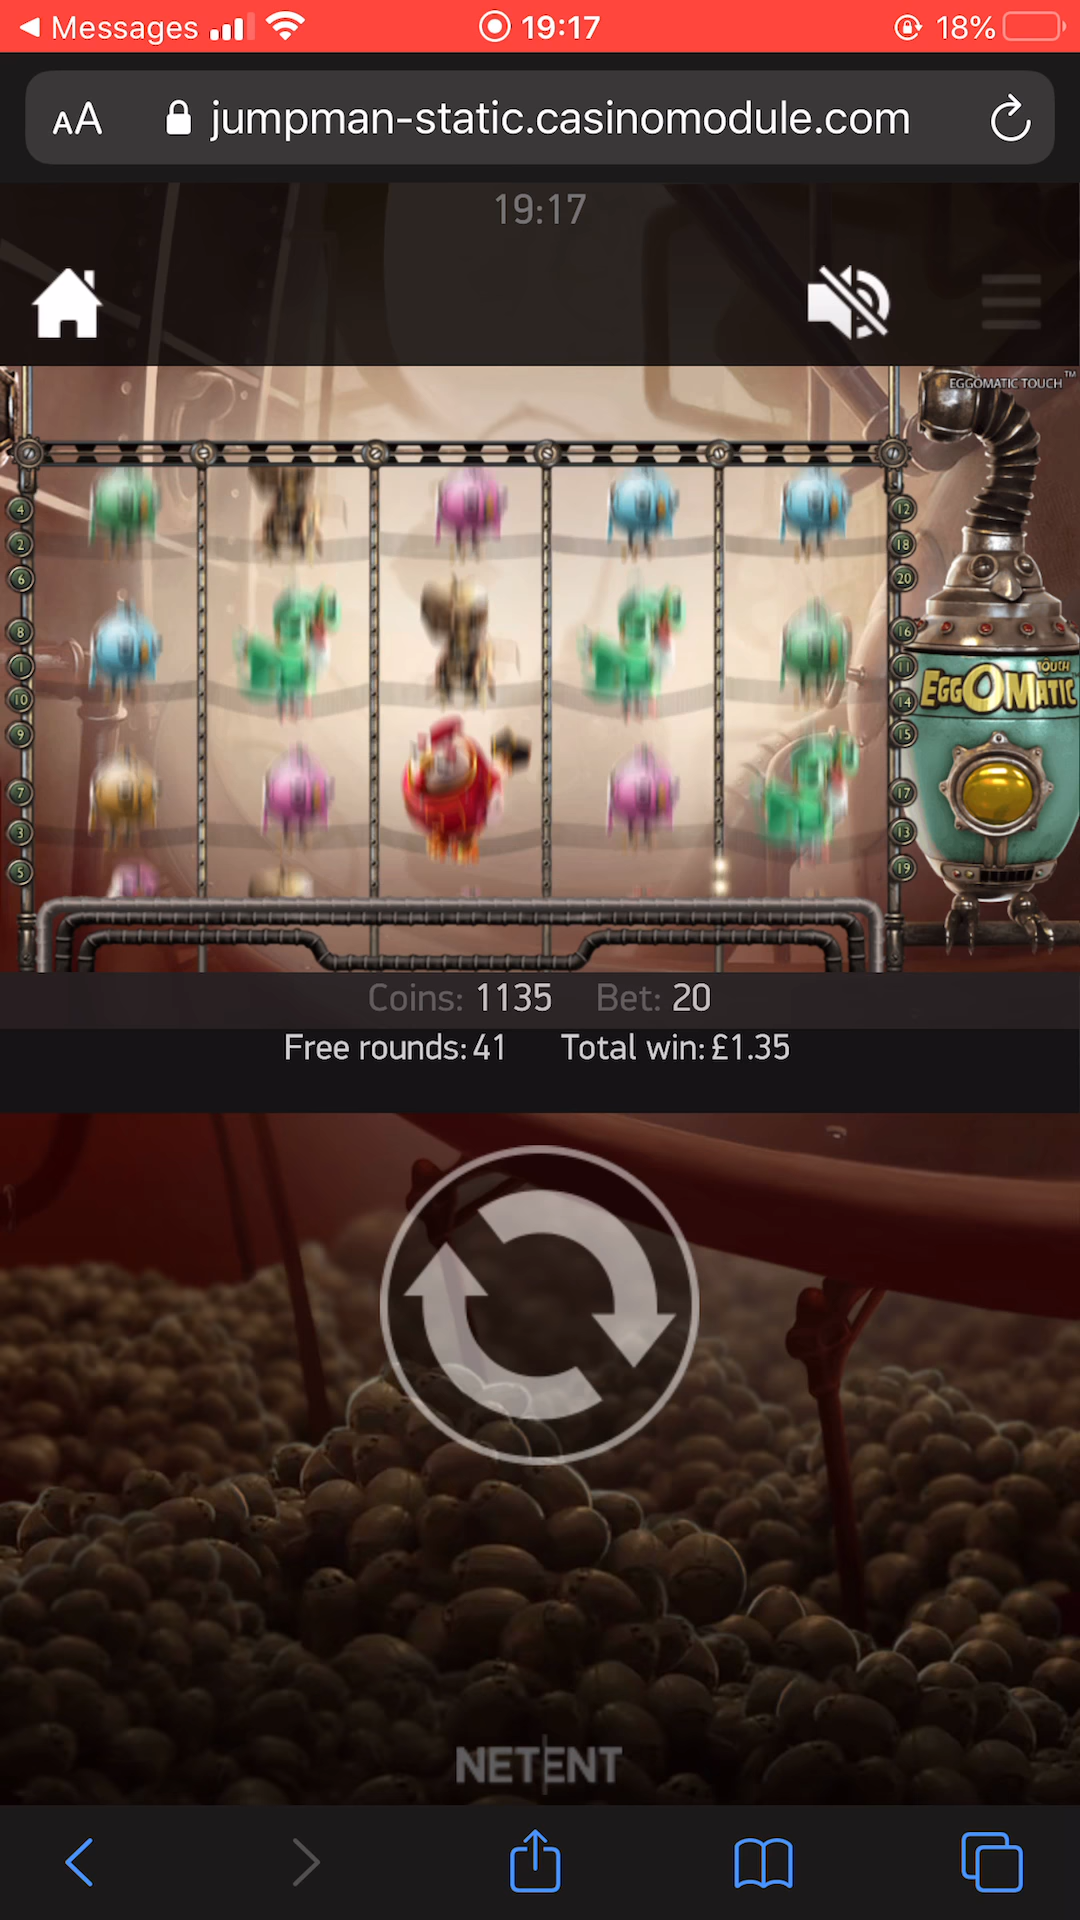 Messages 19:17 18%
AA jumpman-static.casinomodule.com
19:17
EGGOMATIC TOUCH™
4 12
2 18
6 20
8 16
1 11
10 14
9 15
7 17
3 13
5 19
TOUCH
EGGOMATIC
Coins: 1135 Bet: 20
Free rounds: 41 Total win: £1.35
NETENT